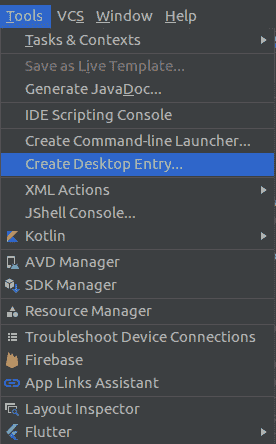 Tools VCS Window Help
Tasks & Contexts
Save as Live Template...
Generate JavaDoc...
IDE Scripting Console
Create Command-line Launcher...
Create Desktop Entry...
XML Actions
JShell Console...
Kotlin
AVD Manager
SDK Manager
Resource Manager
Troubleshoot Device Connections
Firebase
App Links Assistant
Layout Inspector
Flutter